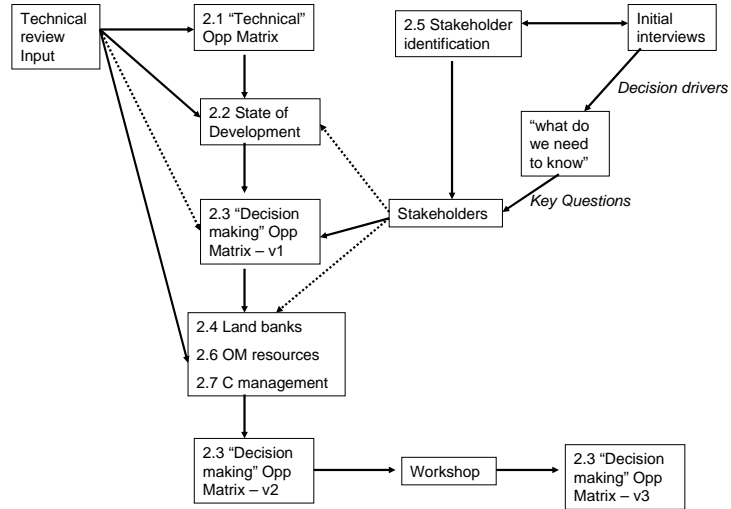 Technical
review
Input
2.1 “Technical”
Opp Matrix
2.5 Stakeholder
identification
Initial
interviews
Decision drivers
2.2 State of
Development
“what do
we need
to know”
Key Questions
2.3 “Decision
making” Opp
Matrix – v1
Stakeholders
2.4 Land banks
2.6 OM resources
2.7 C management
2.3 “Decision
making” Opp
Matrix – v2
Workshop
2.3 “Decision
making” Opp
Matrix – v3